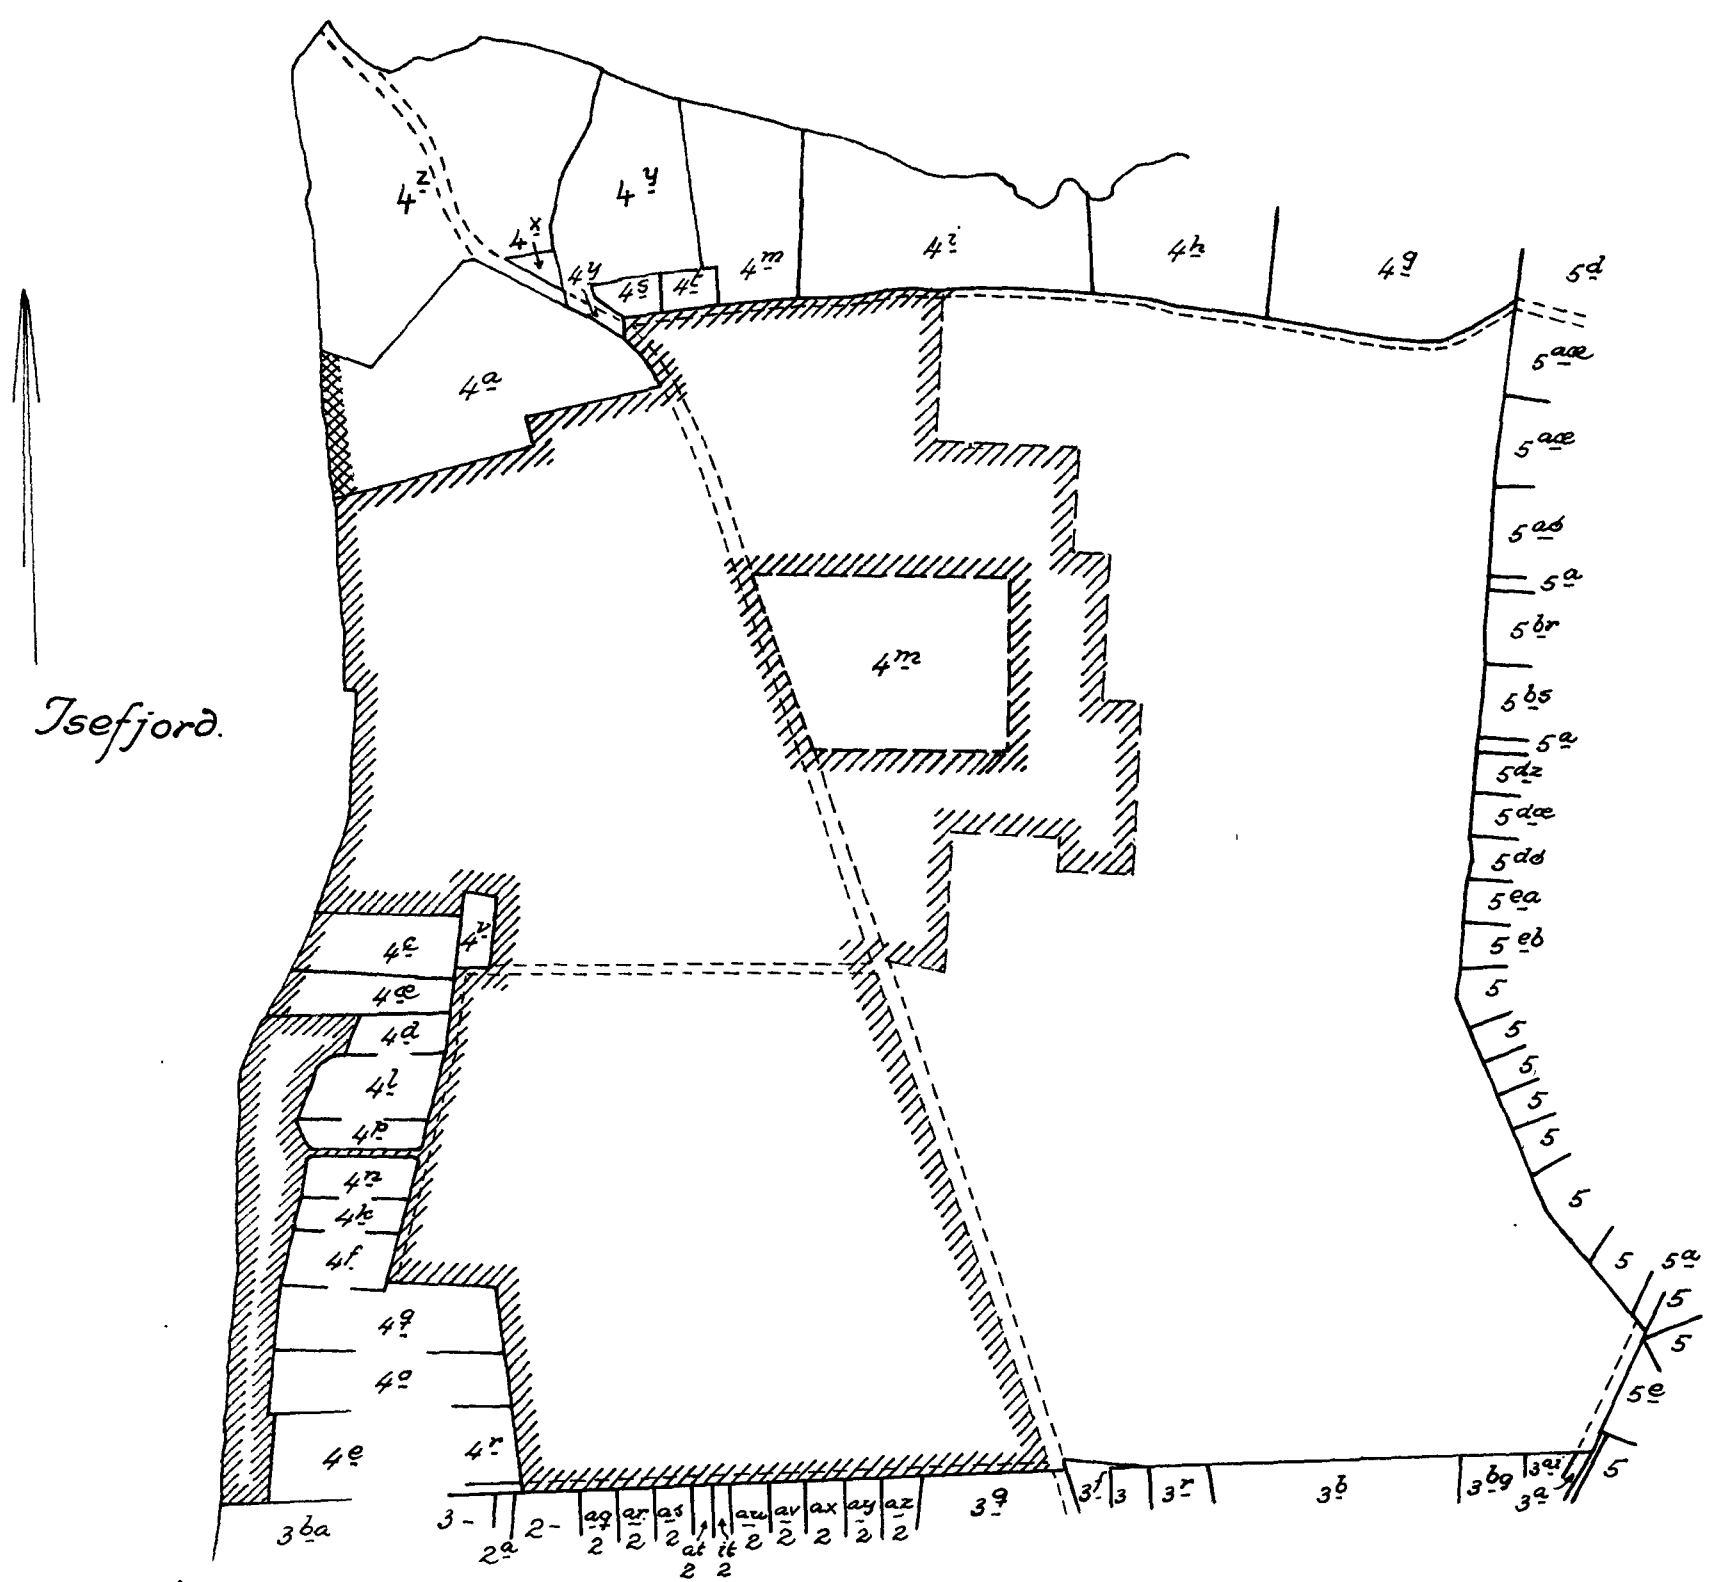 4z
4x
4y
4y
4s
4t
4m
4i
4h
4g
5d
4a
5aæ
5aœ
5aø
5a
5br
4m
5bs
Isefjord.
5a
5dz
5dæ
5dø
5ea
5eb
4v
4c
4æ
5
4d
5
4l
5
5
4p
5
4n
5
4k
4f
5
5a
5
4q
5
4o
5e
4e
4r
5
3ba
3-
2a
2-
aq
2
ar
2
as
2
at
2
it
2
au
2
av
2
ax
2
ay
2
az
2
3q
3f
3
3r
3b
3bg
3ai
3a